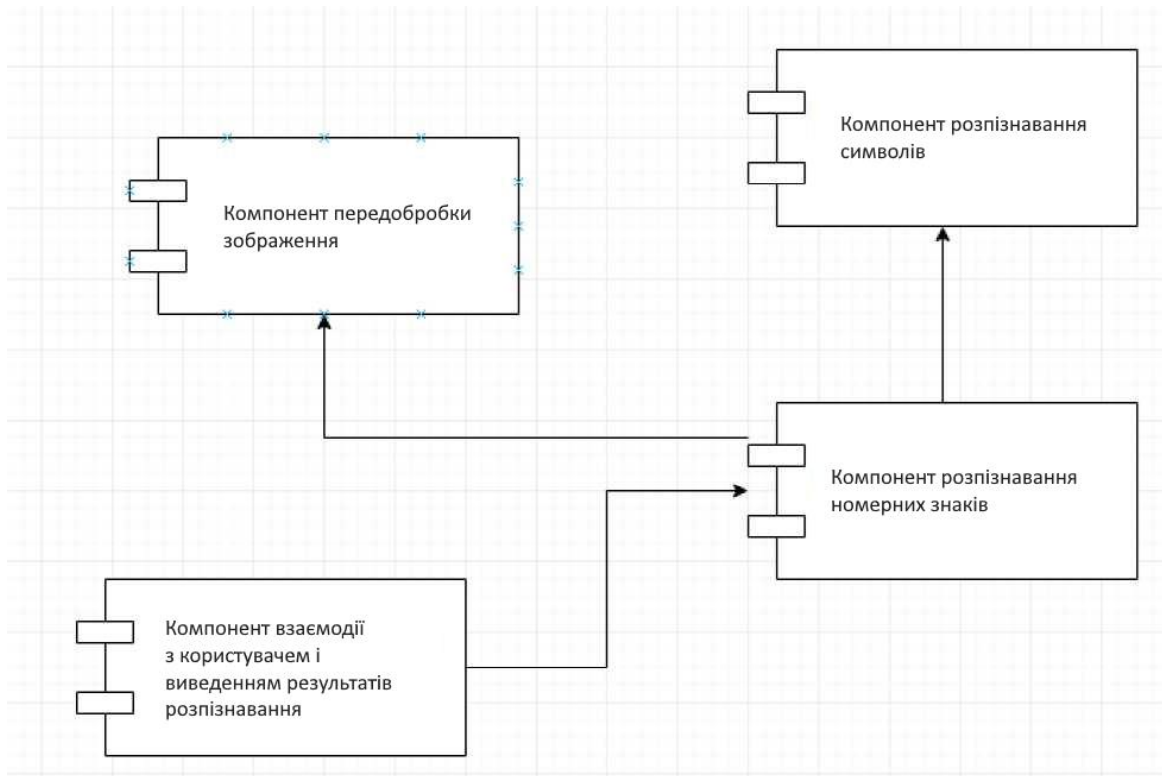 Компонент розпізнавання
символів
Компонент передобробки
зображення
Компонент розпізнавання
номерних знаків
Компонент взаємодії
з користувачем і
виведенням результатів
розпізнавання